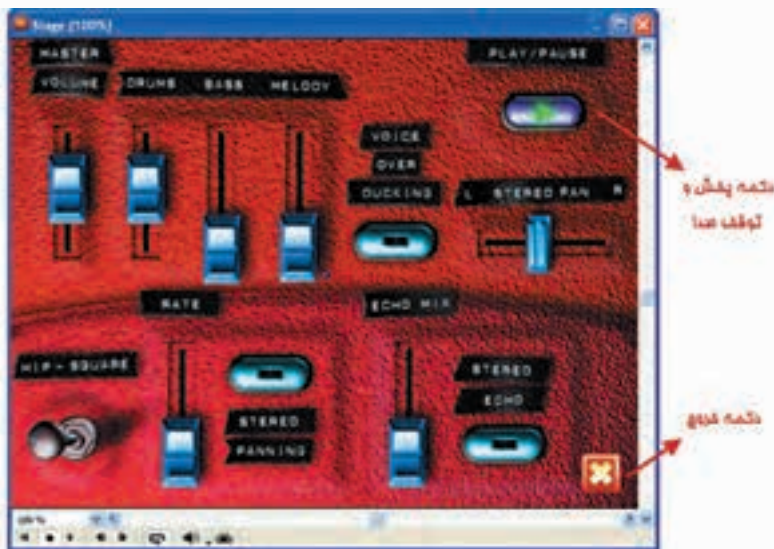 Stage (100%)
MASTER
VOLUME
DRUMS BASS MELODY
PLAY/PAUSE
VOICE
OVER
DUCKING
L STEREO PAN R
دکمه پخش و
توقف صدا
RATE
ECHO MIX
HIP-SQUARE
STEREO
PANNING
STEREO
ECHO
دکمه خروج